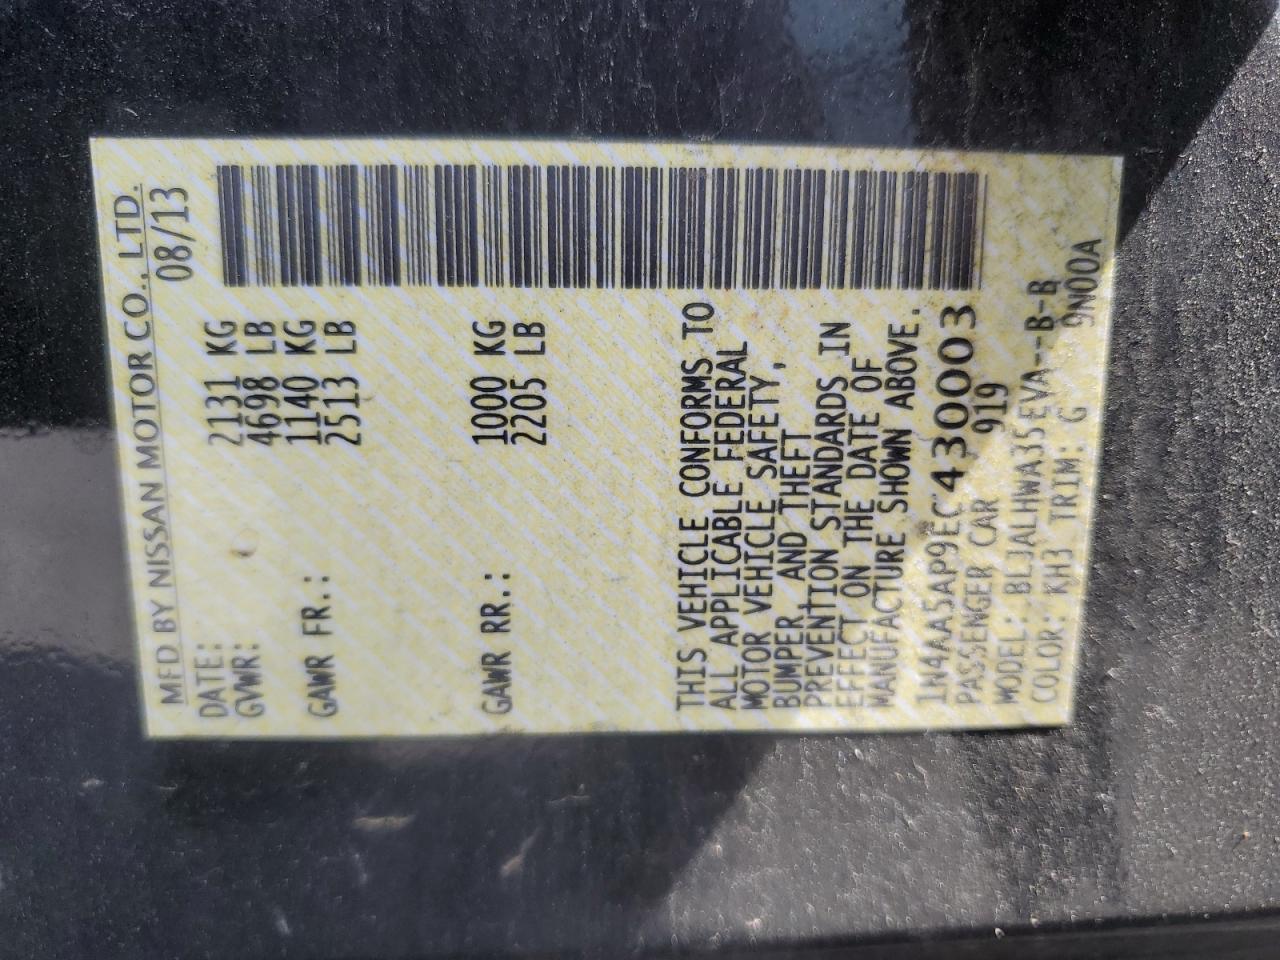 MFD BY NISSAN MOTOR CO., LTD.
DATE: 08/13
GVWR: 2131 KG
4698 LB
GAWR FR.: 1140 KG
2513 LB
GAWR RR.: 1000 KG
2205 LB
THIS VEHICLE CONFORMS TO
ALL APPLICABLE FEDERAL
MOTOR VEHICLE SAFETY,
BUMPER, AND THEFT
PREVENTION STANDARDS IN
EFFECT ON THE DATE OF
MANUFACTURE SHOWN ABOVE.
1N4AA5AP9EC430003
PASSENGER CAR 919
MODEL: BLJALHWA35EVA--B-B
COLOR: KH3 TRIM: G 9N00A